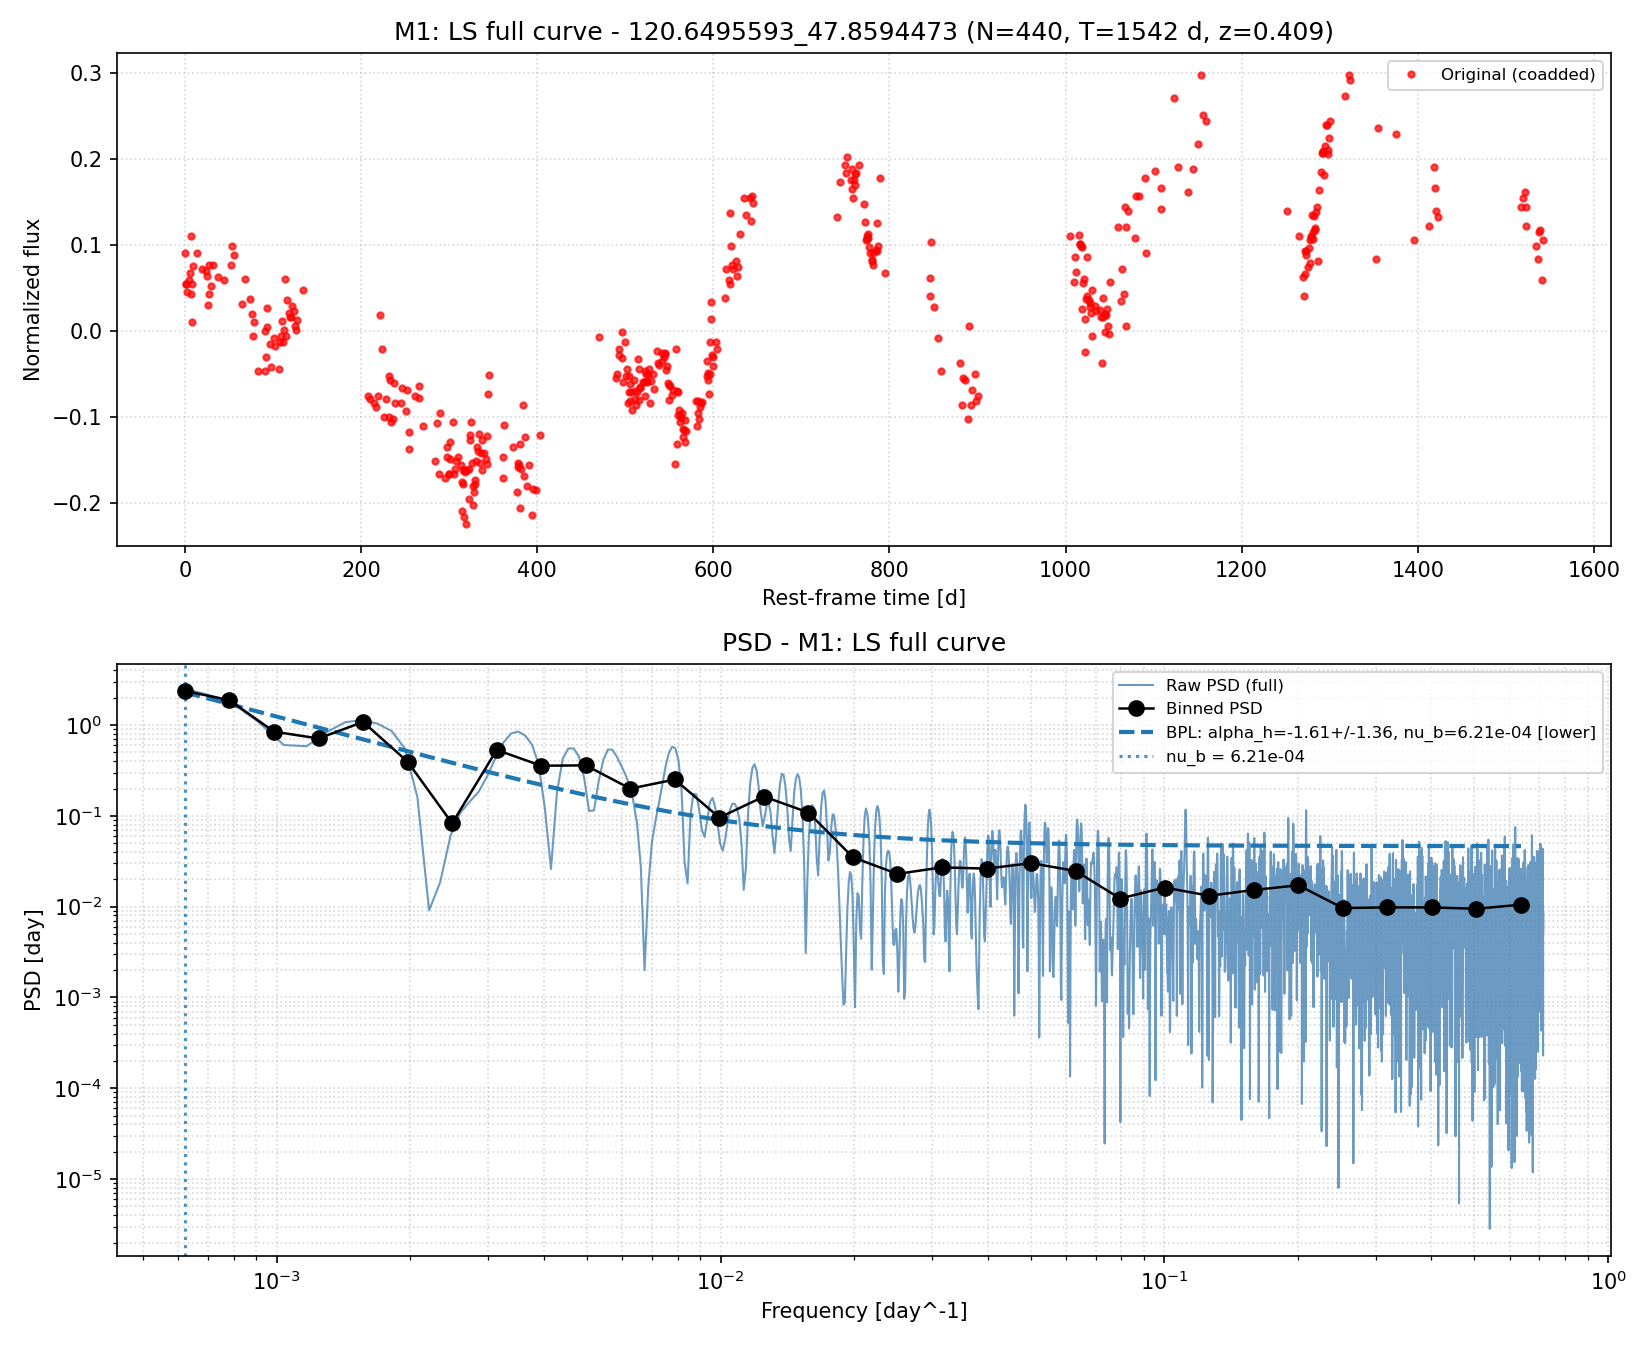 M1: LS full curve - 120.6495593_47.8594473 (N=440, T=1542 d, z=0.409)
Original (coadded)
Normalized flux
0.3
0.2
0.1
0.0
−0.1
−0.2
0 200 400 600 800 1000 1200 1400 1600
Rest-frame time [d]
PSD - M1: LS full curve
Raw PSD (full)
Binned PSD
BPL: alpha_h=-1.61+/-1.36, nu_b=6.21e-04 [lower]
nu_b = 6.21e-04
PSD [day]
10⁰
10⁻¹
10⁻²
10⁻³
10⁻⁴
10⁻⁵
10⁻³ 10⁻² 10⁻¹ 10⁰
Frequency [day^-1]